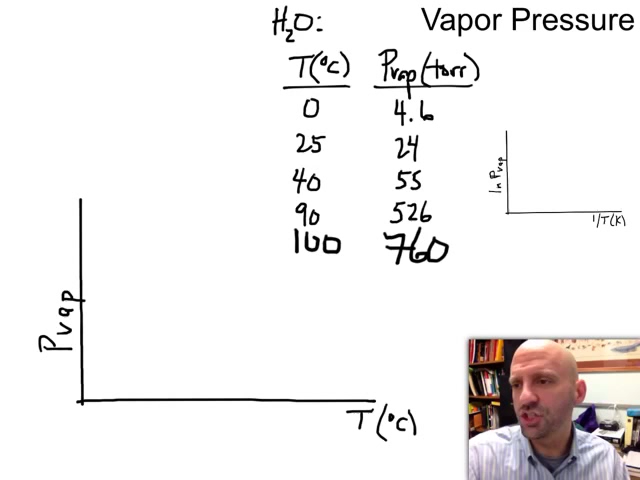 H₂O: Vapor Pressure
T(°C) Pvap(torr)
0 4.6
25 24
40 55
90 526
100 760
ln Pvap
1/T(K)
Pvap
T(°C)